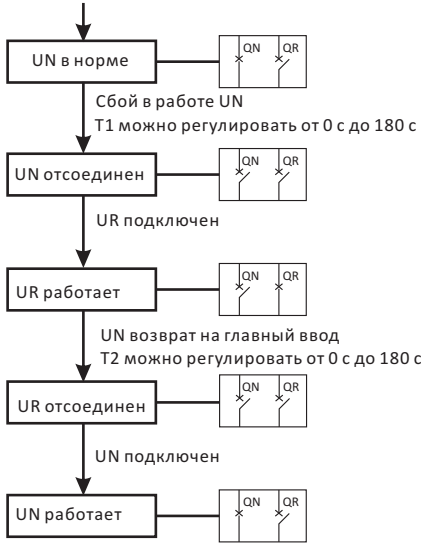 UN в норме
QN QR
Сбой в работе UN
T1 можно регулировать от 0 с до 180 с
UN отсоединен
QN QR
UR подключен
UR работает
QN QR
UN возврат на главный ввод
T2 можно регулировать от 0 с до 180 с
UR отсоединен
QN QR
UN подключен
UN работает
QN QR